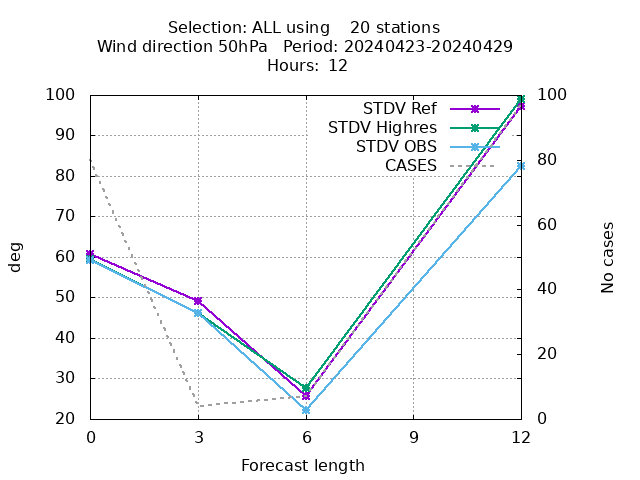 Selection: ALL using    20 stations
Wind direction 50hPa   Period: 20240423-20240429
Hours: 12
STDV Ref
STDV Highres
STDV OBS
CASES
100
90
80
70
60
50
40
30
20
deg
100
80
60
40
20
0
No cases
0
3
6
9
12
Forecast length